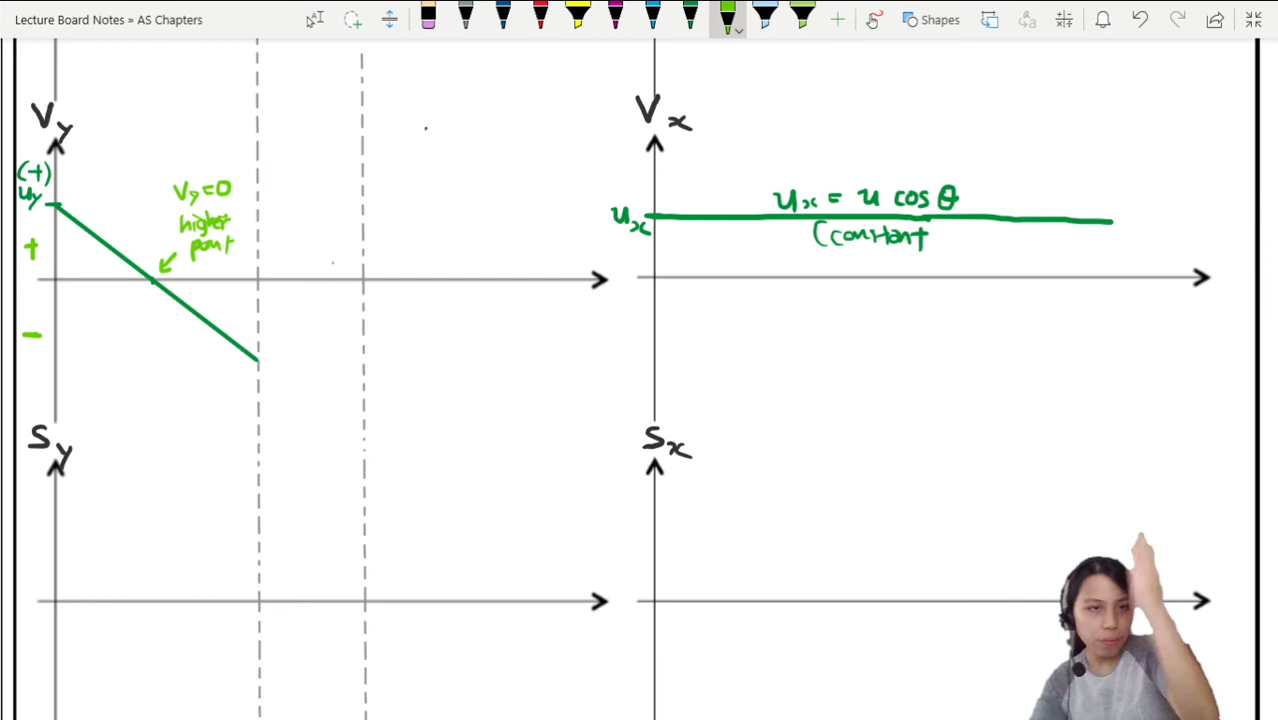 Lecture Board Notes » AS Chapters
Shapes
Vy
(+)
uy
+
-
Vy=0
highest
point
Vx
ux
ux = u cos θ
(constant
Sy
Sx